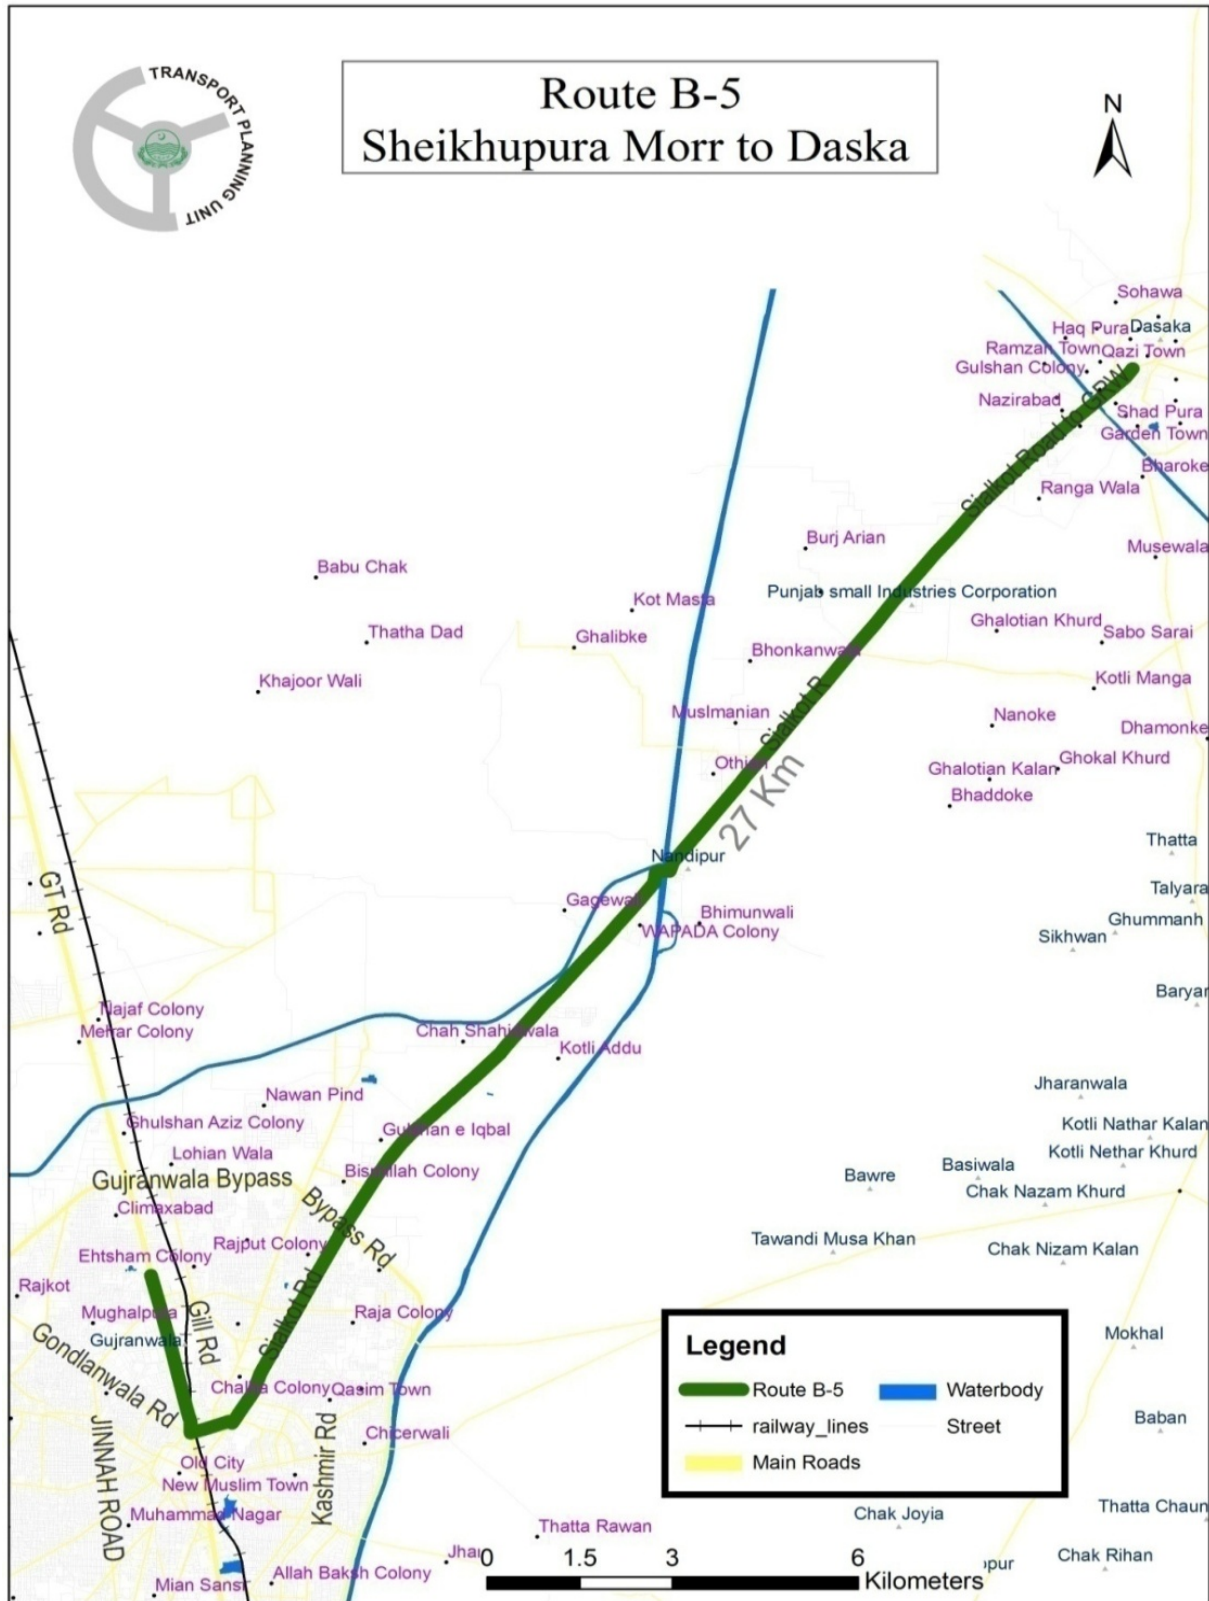 TRANSPORT PLANNING UNIT
Route B-5
Sheikhupura Morr to Daska
N
Sohawa
Haq Pura
Dasaka
Ramzan Town
Qazi Town
Gulshan Colony
Nazirabad
Shad Pura
Garden Town
Sialkot Road to GRW
Bharoke
Ranga Wala
Burj Arian
Musewala
Babu Chak
Punjab small Industries Corporation
Kot Masta
Ghalotian Khurd
Thatha Dad
Ghalibke
Sabo Sarai
Bhonkanwala
Khajoor Wali
Kotli Manga
Muslmanian
Nanoke
Sialkot R
Dhamonke
Othian
Ghokal Khurd
Ghalotian Kalan
27 Km
Bhaddoke
Thatta
Nandipur
GT Rd
Talyara
Gagewal
Bhimunwali
Ghummanh
WAPADA Colony
Sikhwan
Baryar
Najaf Colony
Mehar Colony
Chah Shahidwala
Kotli Addu
Jharanwala
Nawan Pind
Ghulshan Aziz Colony
Gulshan e Iqbal
Kotli Nathar Kalan
Lohian Wala
Kotli Nethar Khurd
Gujranwala Bypass
Bismillah Colony
Basiwala
Bawre
Chak Nazam Khurd
Climaxabad
Bypass Rd
Rajput Colony
Tawandi Musa Khan
Ehtsham Colony
Chak Nizam Kalan
Rajkot
Sialkot Rd
Mughalpura
Gill Rd
Raja Colony
Gujranwala
Gondlanwala Rd
Mokhal
Legend
Route B-5
Waterbody
railway_lines
Street
Main Roads
Qasim Town
JINNAH ROAD
Kashmir Rd
Chicerwali
Baban
Old City
New Muslim Town
Muhammad Nagar
Chak Joyia
Thatta Chaun
Thatta Rawan
Jhar
Chak Rihan
Allah Baksh Colony
Mian Sansi
0 1.5 3 6
Kilometers